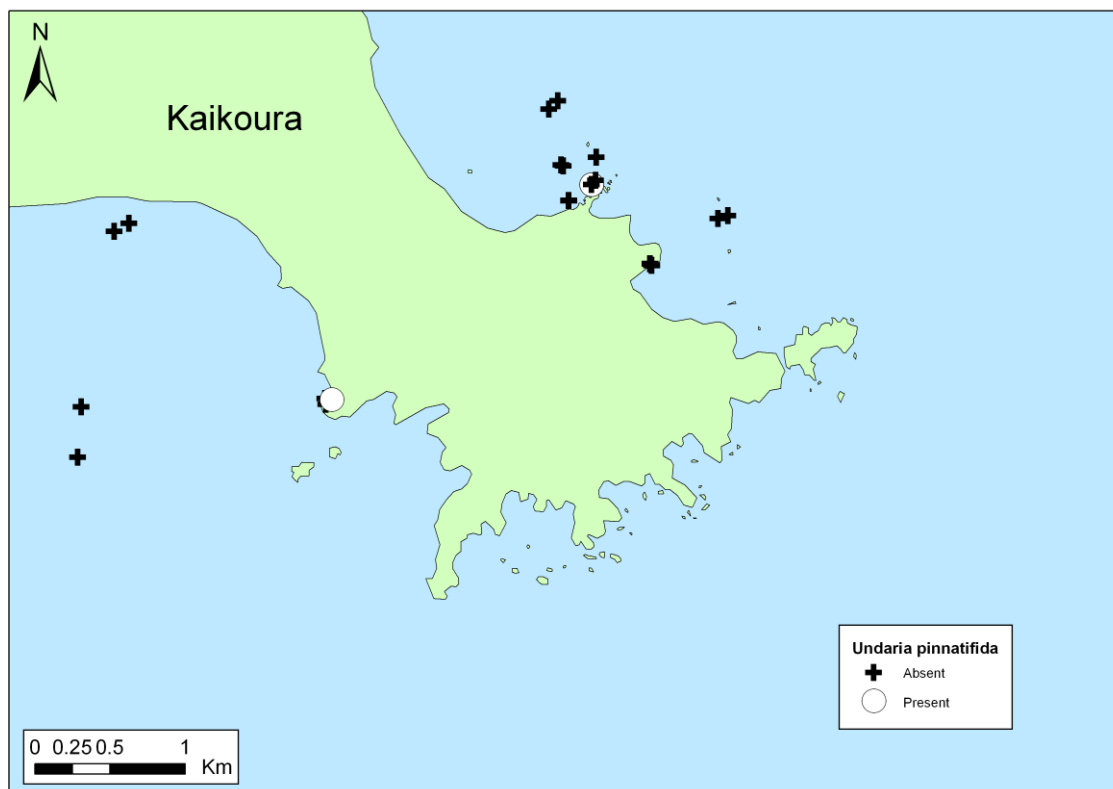 N
Kaikoura
Undaria pinnatifida
Absent
Present
0 0.25 0.5 1
Km